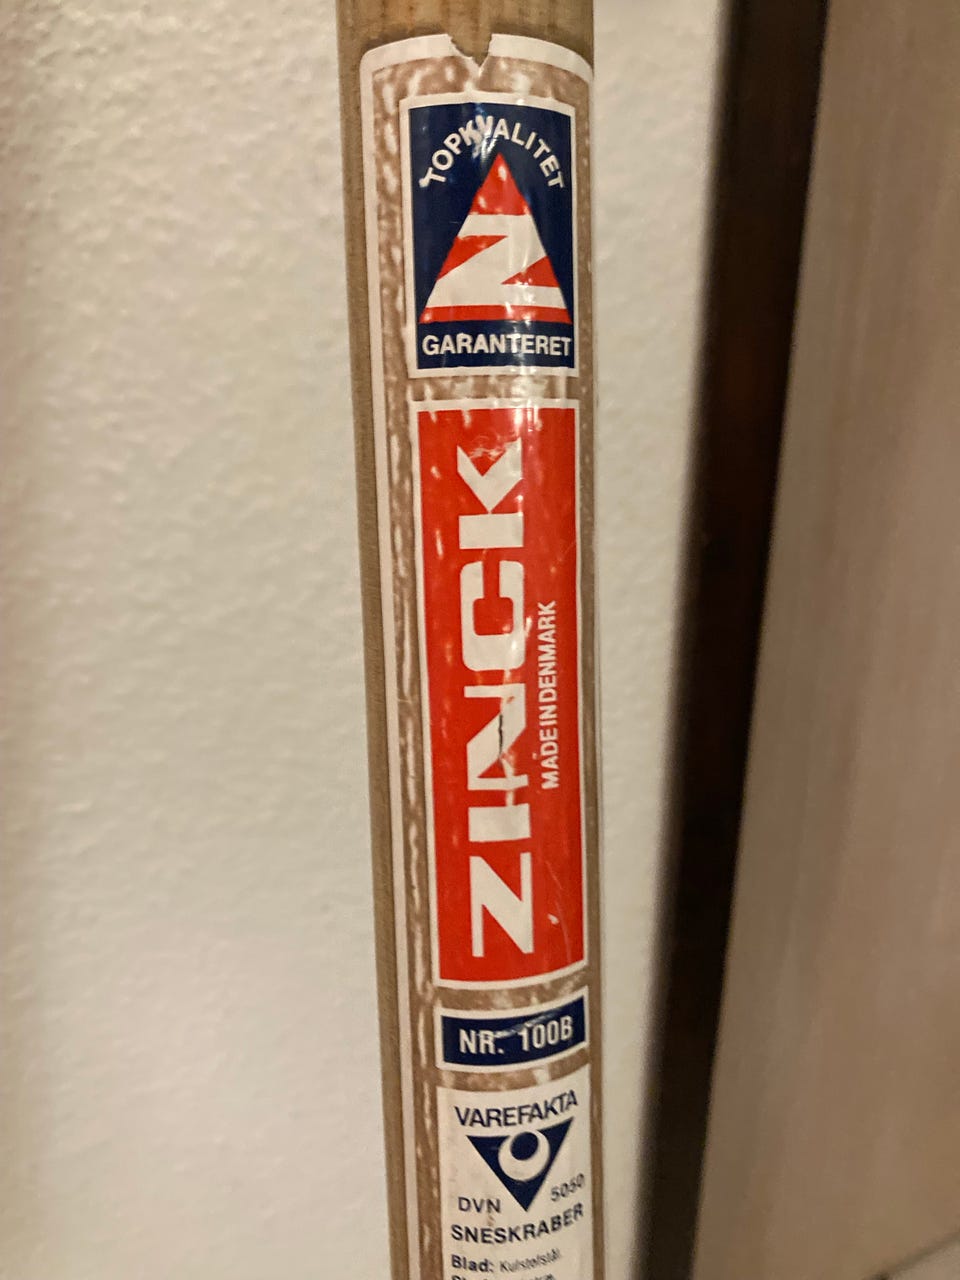 TOPKVALITET
GARANTERET
ZINCK
MADE IN DENMARK
NR. 100B
VAREFAKTA
DVN 5050
SNESKRABER
Blad: Kulstofstål.